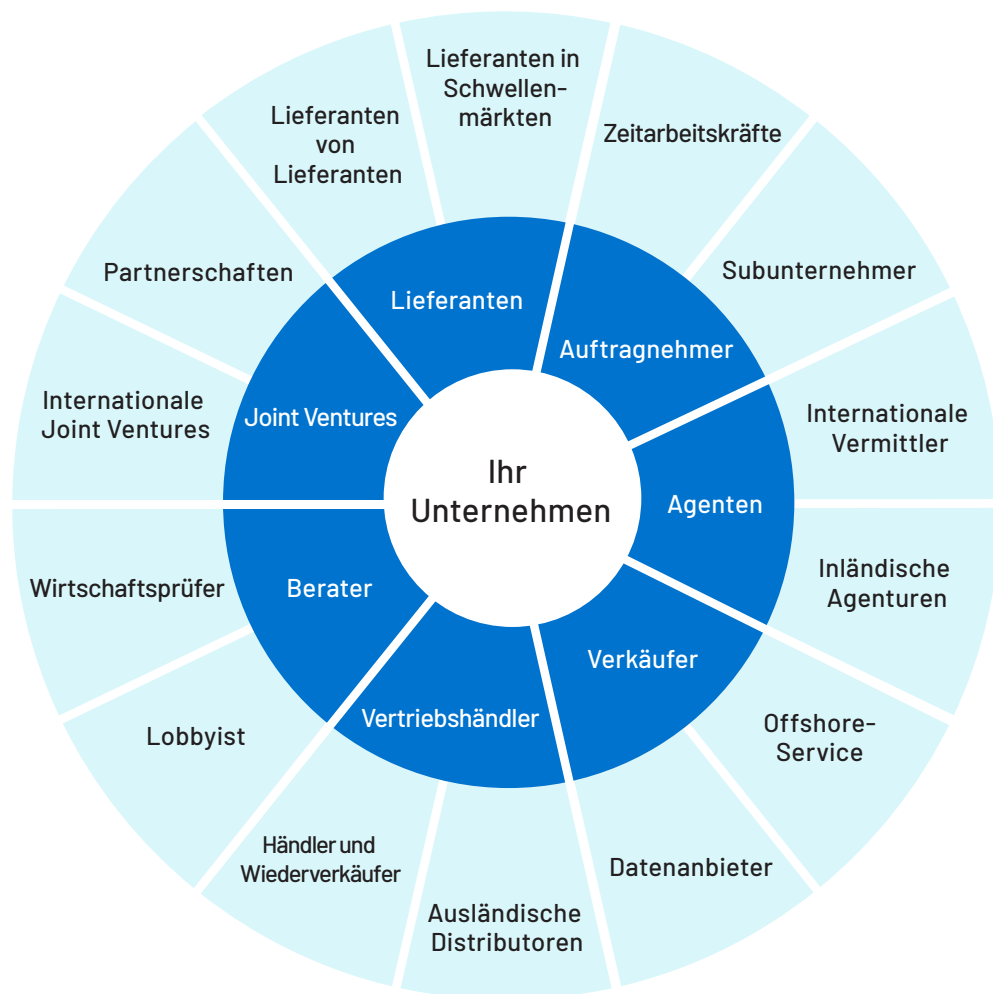 Lieferanten in
Schwellen-
märkten
Zeitarbeitskräfte
Subunternehmer
Internationale
Vermittler
Inländische
Agenturen
Offshore-
Service
Datenanbieter
Ausländische
Distributoren
Händler und
Wiederverkäufer
Lobbyist
Wirtschaftsprüfer
Internationale
Joint Ventures
Partnerschaften
Lieferanten
von
Lieferanten
Lieferanten
Auftragnehmer
Agenten
Verkäufer
Vertriebshändler
Berater
Joint Ventures
Ihr
Unternehmen